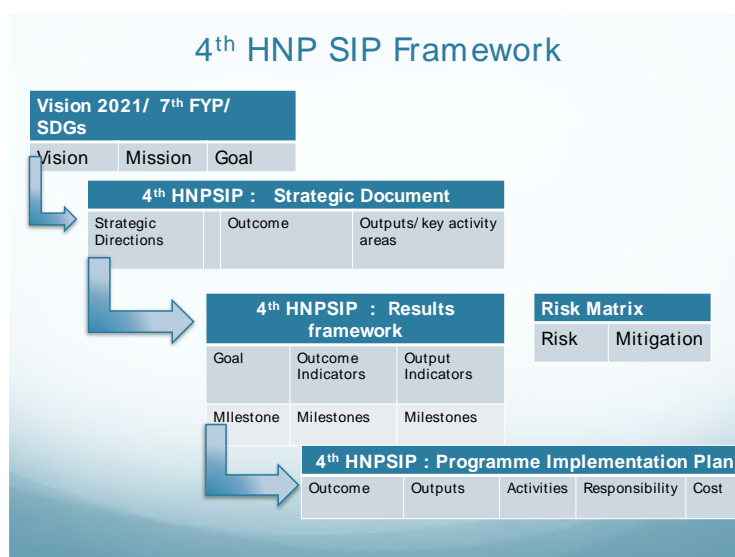 4th HNP SIP Framework
Vision 2021/ 7th FYP/
SDGs
Vision Mission Goal
4th HNPSIP : Strategic Document
Strategic Outcome Outputs/ key activity
Directions areas
4th HNPSIP : Results
framework
Goal Outcome Output
Indicators Indicators
MIlestone Milestones Milestones
Risk Matrix
Risk Mitigation
4th HNPSIP : Programme Implementation Plan
Outcome Outputs Activities Responsibility Cost